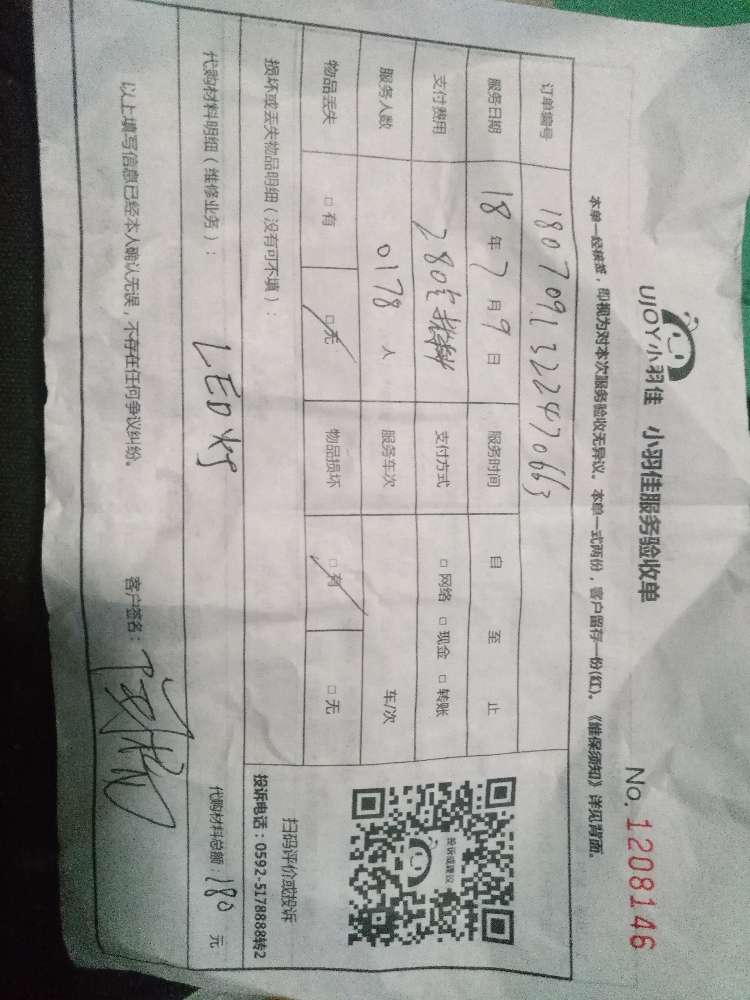 UJOY小羽佳 小羽佳服务验收单
No. 1208146
本单一经核签，即视为对本次服务验收无异议。本单一式两份，客户留存一份(红)。《维保须知》详见背面。
订单编号 1807091322470663
服务日期 18 年 7 月 9 日 服务时间 自 至 止
支付费用 280元 支付方式 □ 网络 □ 现金 □ 转账
服务人数 0178 人 服务车次 车/次
物品丢失 □ 有 □ 无 物品损坏 □ 有 □ 无
投诉或建议
扫码评价或投诉
投诉电话：0592-5178888转2
损坏或丢失物品明细（没有可不填）：
代购材料明细（维修业务）： LED灯 代购材料总额：180 元
以上填写信息已经本人确认无误，不存在任何争议纠纷。 客户签名：